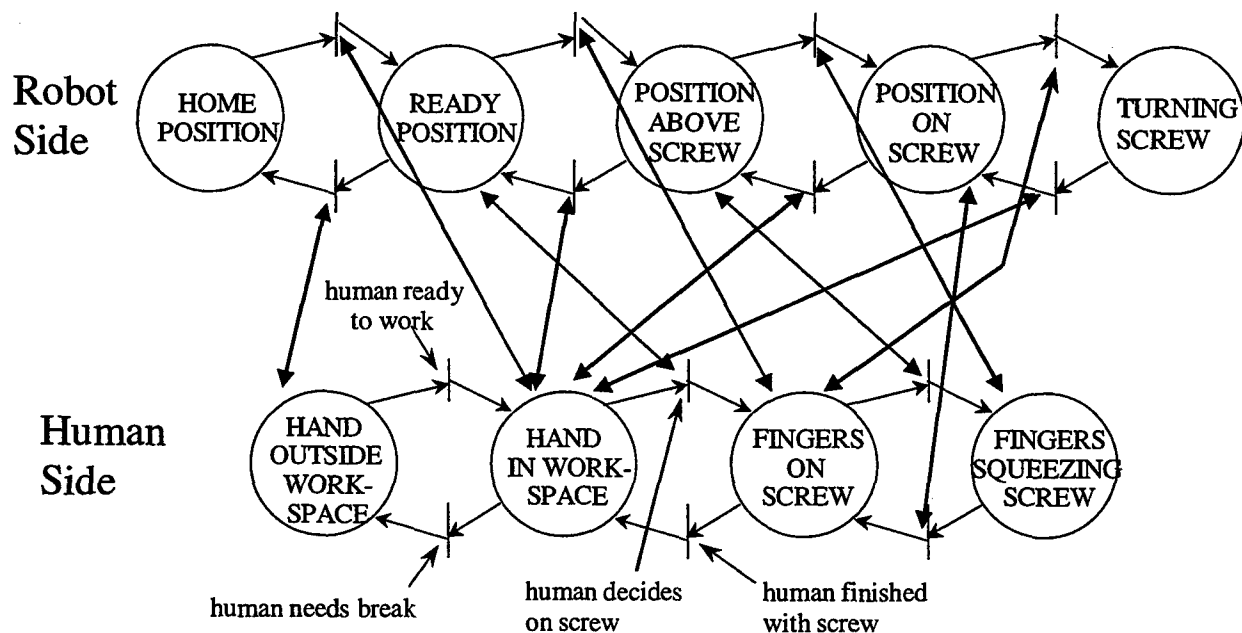 Robot
Side
HOME
POSITION
READY
POSITION
POSITION
ABOVE
SCREW
POSITION
ON
SCREW
TURNING
SCREW
human ready
to work
Human
Side
HAND
OUTSIDE
WORK-
SPACE
HAND
IN WORK-
SPACE
FINGERS
ON
SCREW
FINGERS
SQUEEZING
SCREW
human needs break
human decides
on screw
human finished
with screw